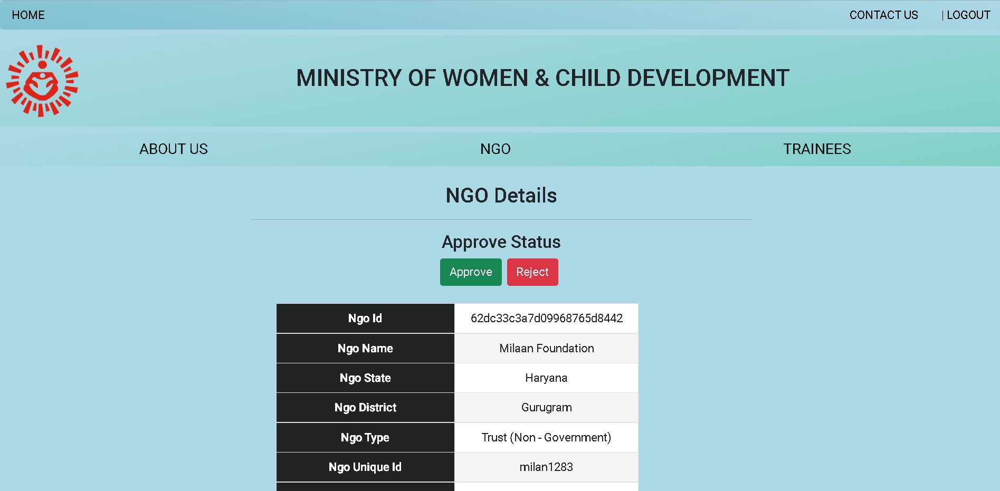 HOME CONTACT US | LOGOUT
MINISTRY OF WOMEN & CHILD DEVELOPMENT
ABOUT US NGO TRAINEES
NGO Details
Approve Status
Approve Reject
Ngo Id 62dc33c3a7d09968765d8442
Ngo Name Milaan Foundation
Ngo State Haryana
Ngo District Gurugram
Ngo Type Trust (Non - Government)
Ngo Unique Id milan1283